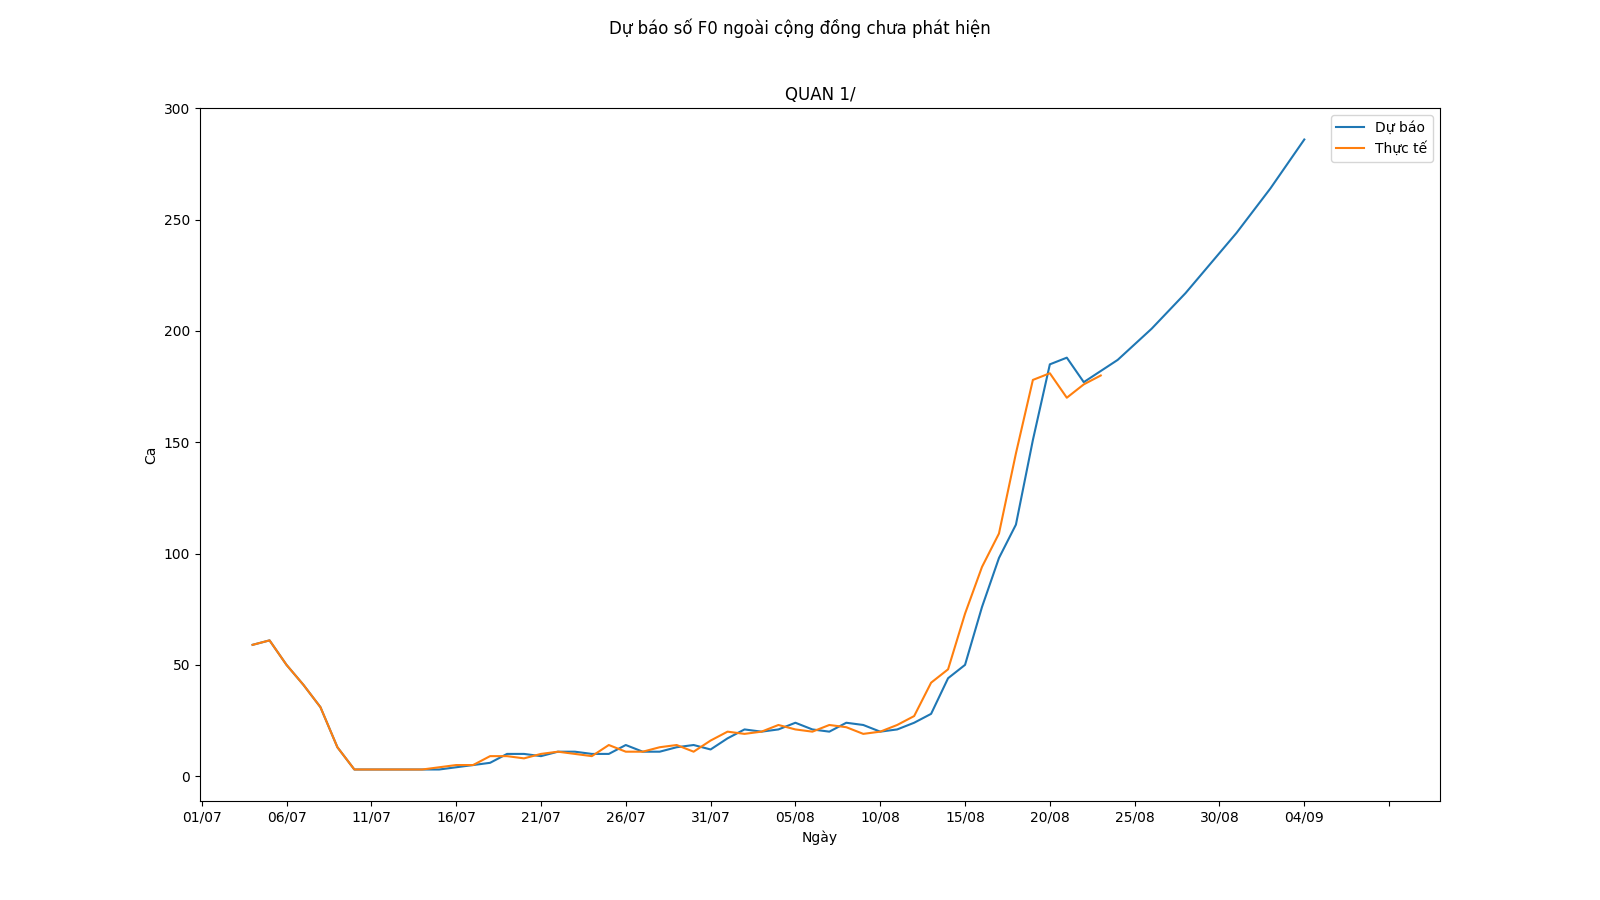 Dự báo số F0 ngoài cộng đồng chưa phát hiện
QUAN 1/
300
250
200
150
100
50
0
Ca
Dự báo
Thực tế
01/07 06/07 11/07 16/07 21/07 26/07 31/07 05/08 10/08 15/08 20/08 25/08 30/08 04/09
Ngày